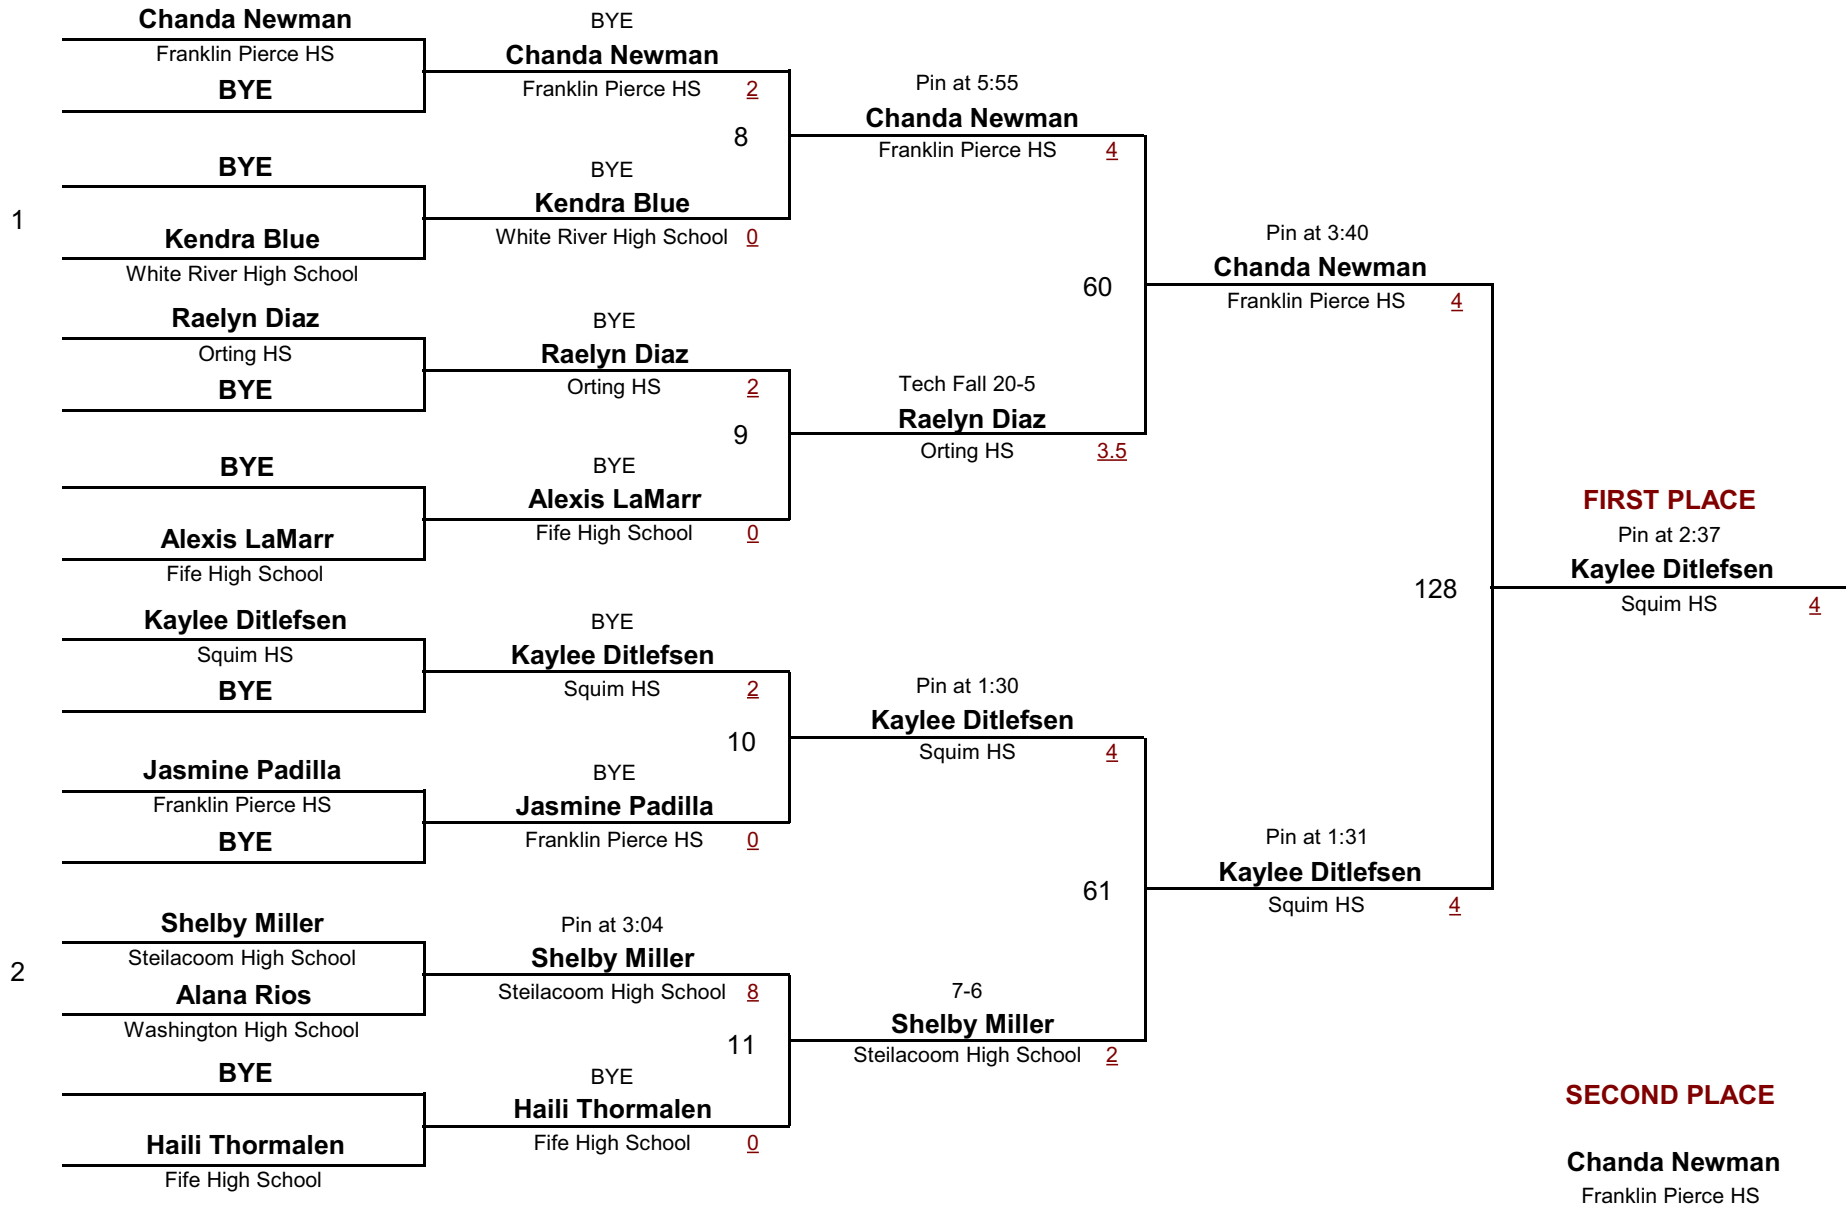 Chanda Newman
Franklin Pierce HS
BYE
BYE
1
Kendra Blue
White River High School
Raelyn Diaz
Orting HS
BYE
BYE
Alexis LaMarr
Fife High School
Kaylee Ditlefsen
Squim HS
BYE
Jasmine Padilla
Franklin Pierce HS
BYE
Shelby Miller
Steilacoom High School
2
Alana Rios
Washington High School
BYE
Haili Thormalen
Fife High School
BYE
Chanda Newman
Franklin Pierce HS 2
8
BYE
Kendra Blue
White River High School 0
BYE
Raelyn Diaz
Orting HS 2
9
BYE
Alexis LaMarr
Fife High School 0
BYE
Kaylee Ditlefsen
Squim HS 2
10
BYE
Jasmine Padilla
Franklin Pierce HS 0
Pin at 3:04
Shelby Miller
Steilacoom High School 8
11
BYE
Haili Thormalen
Fife High School 0
Pin at 5:55
Chanda Newman
Franklin Pierce HS 4
60
Tech Fall 20-5
Raelyn Diaz
Orting HS 3.5
Pin at 1:30
Kaylee Ditlefsen
Squim HS 4
61
7-6
Shelby Miller
Steilacoom High School 2
Pin at 3:40
Chanda Newman
Franklin Pierce HS 4
128
Pin at 1:31
Kaylee Ditlefsen
Squim HS 4
FIRST PLACE
Pin at 2:37
Kaylee Ditlefsen
Squim HS 4
SECOND PLACE
Chanda Newman
Franklin Pierce HS